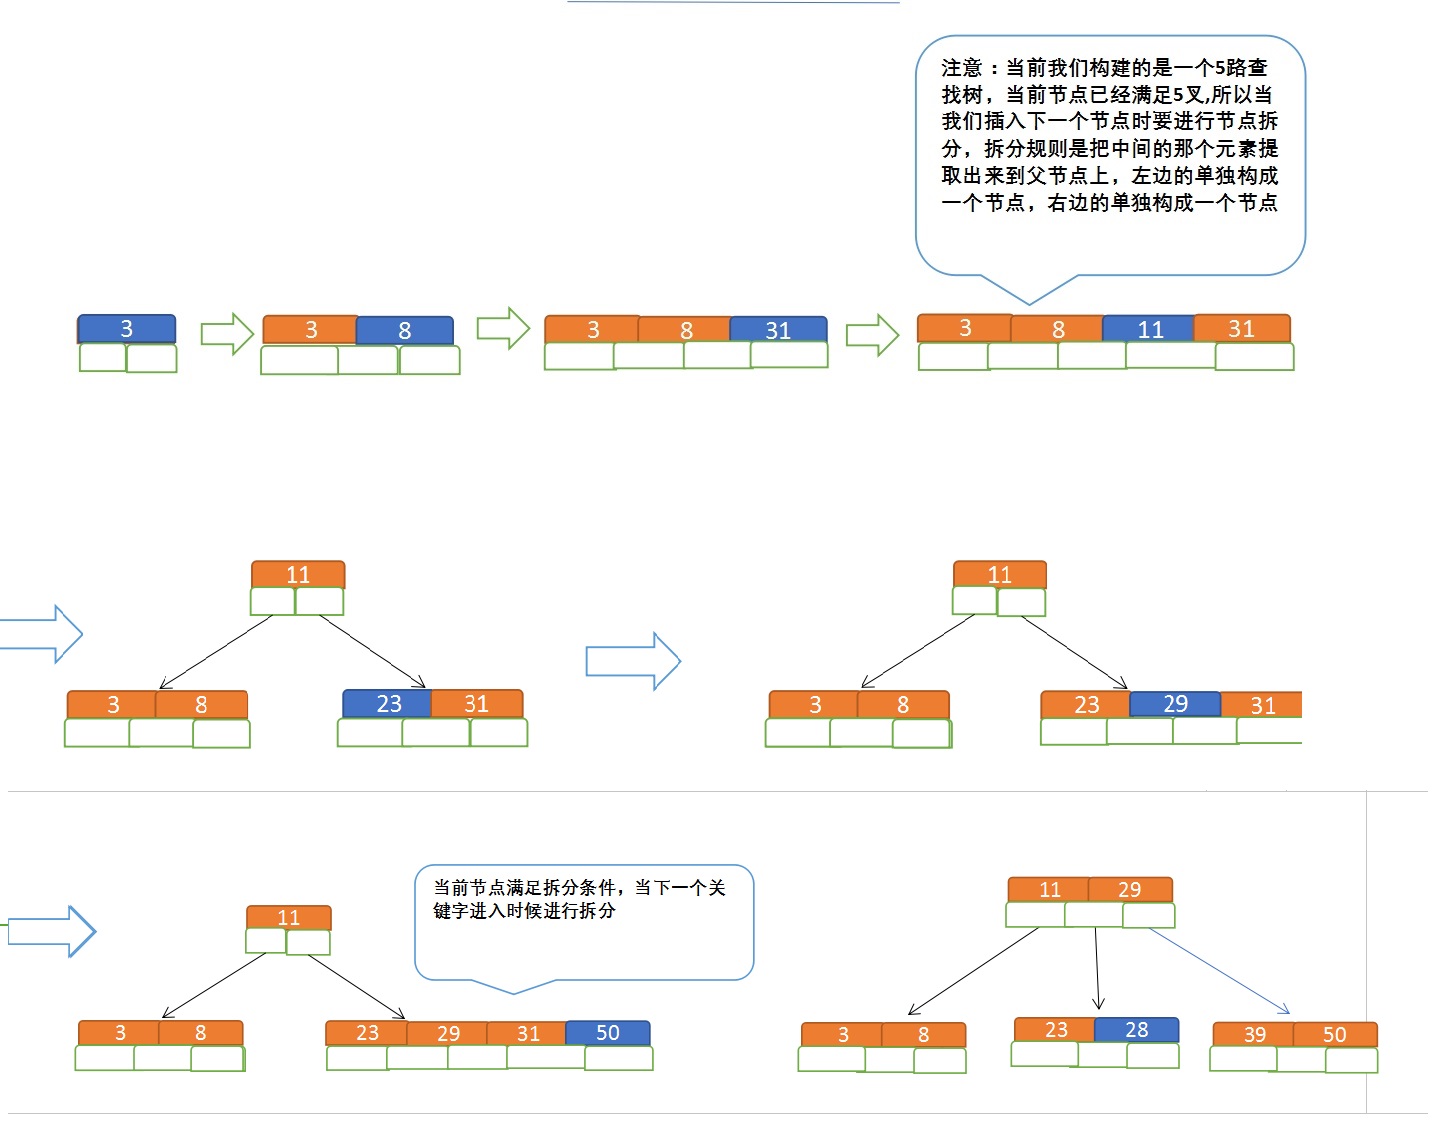 注意：当前我们构建的是一个5路查
找树，当前节点已经满足5叉,所以当
我们插入下一个节点时要进行节点拆
分，拆分规则是把中间的那个元素提
取出来到父节点上，左边的单独构成
一个节点，右边的单独构成一个节点
3
3 8
3 8 31
3 8 11 31
11
3 8
23 31
11
3 8
23 29 31
当前节点满足拆分条件，当下一个关
键字进入时候进行拆分
11
3 8
23 29 31 50
11 29
3 8
23 28
39 50